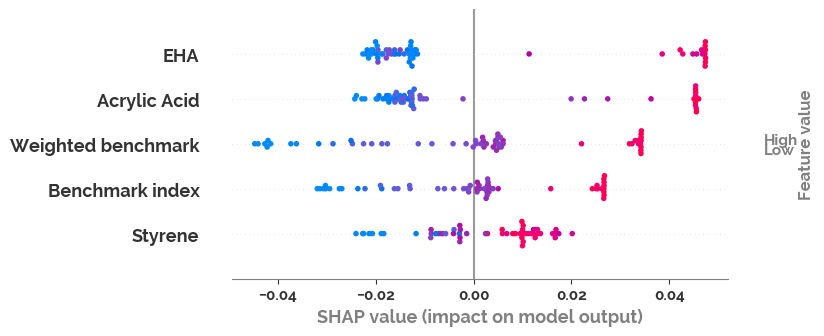 EHA
Acrylic Acid
Weighted benchmark
Benchmark index
Styrene
−0.04 −0.02 0.00 0.02 0.04
SHAP value (impact on model output)
High
Low
Feature value